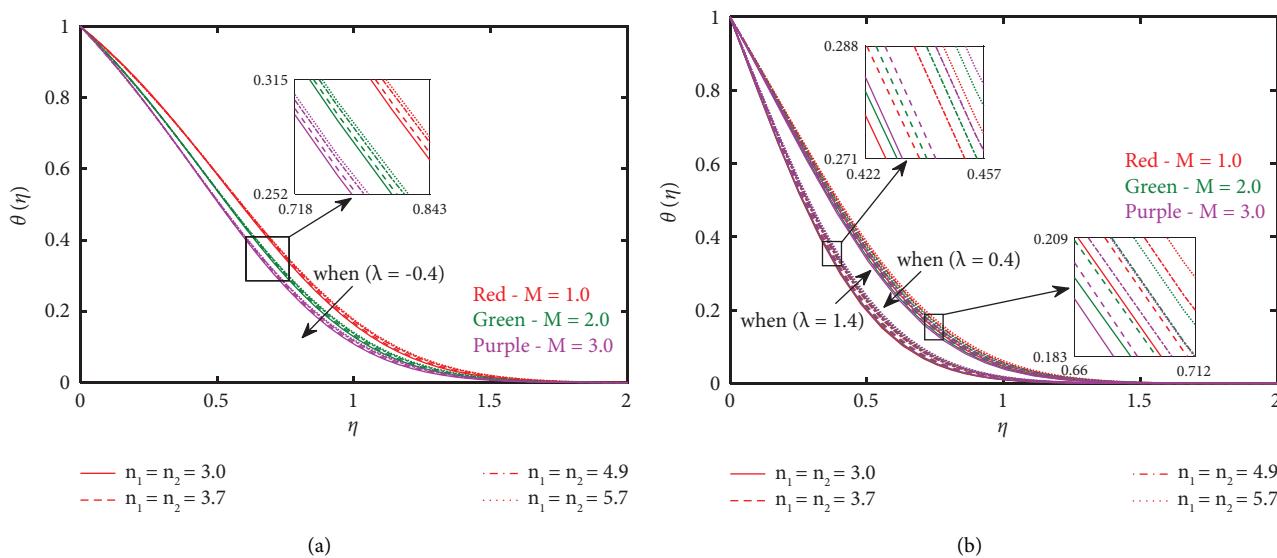 1
0.8
0.6
0.4
0.2
0
0
0.5
1
1.5
2
θ (η)
η
0.315
0.252
0.718
0.843
when (λ = -0.4)
Red - M = 1.0
Green - M = 2.0
Purple - M = 3.0
n1 = n2 = 3.0
n1 = n2 = 3.7
n1 = n2 = 4.9
n1 = n2 = 5.7
(a)
1
0.8
0.6
0.4
0.2
0
0
0.5
1
1.5
2
θ (η)
η
0.288
0.271
0.422
0.457
Red - M = 1.0
Green - M = 2.0
Purple - M = 3.0
when (λ = 0.4)
when (λ = 1.4)
0.209
0.183
0.66
0.712
n1 = n2 = 3.0
n1 = n2 = 3.7
n1 = n2 = 4.9
n1 = n2 = 5.7
(b)